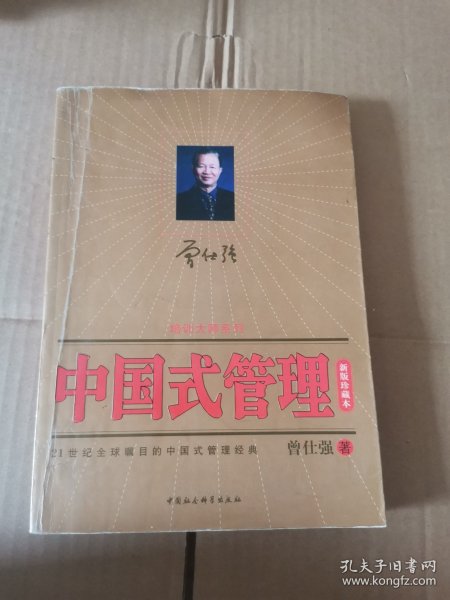 曾仕强
培训大师系列
中国式管理
新版珍藏本
21世纪全球瞩目的中国式管理经典
曾仕强 著
中国社会科学出版社
孔夫子旧书网
www.kongfz.com